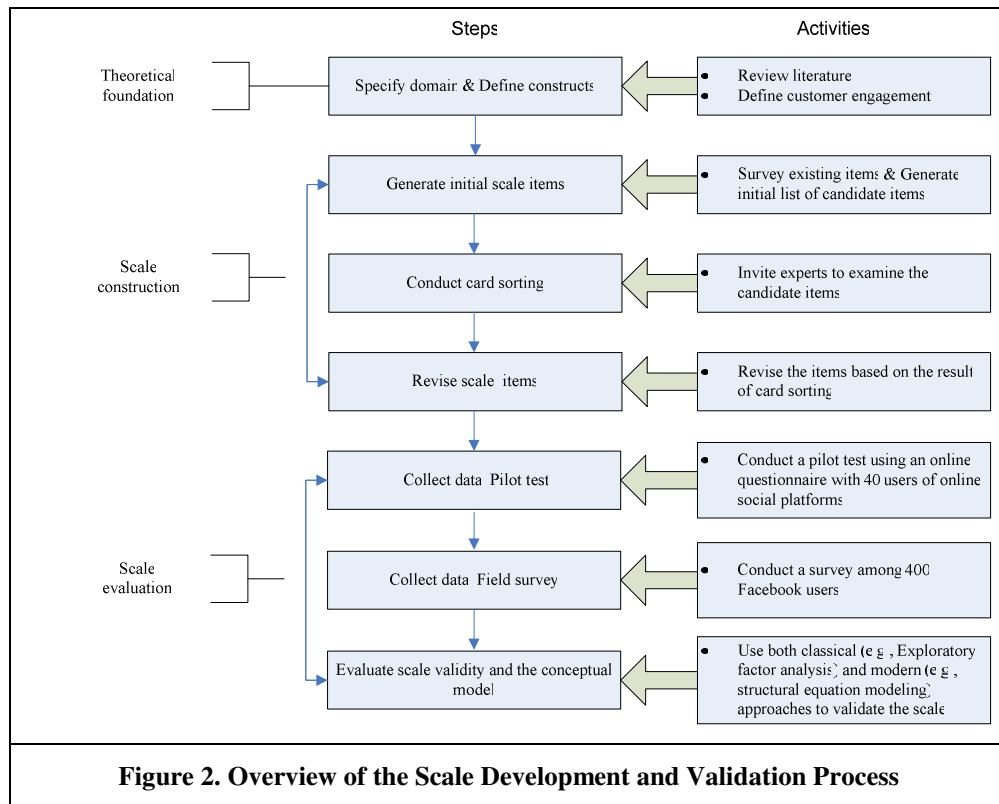 Steps
Activities
Theoretical
foundation
Specify domain & Define constructs
• Review literature
• Define customer engagement
Generate initial scale items
• Survey existing items & Generate
initial list of candidate items
Scale
construction
Conduct card sorting
• Invite experts to examine the
candidate items
Revise scale items
• Revise the items based on the result
of card sorting
Collect data Pilot test
• Conduct a pilot test using an online
questionnaire with 40 users of online
social platforms
Scale
evaluation
Collect data Field survey
• Conduct a survey among 400
Facebook users
Evaluate scale validity and the conceptual
model
• Use both classical (e g , Exploratory
factor analysis) and modern (e g ,
structural equation modeling)
approaches to validate the scale
Figure 2. Overview of the Scale Development and Validation Process